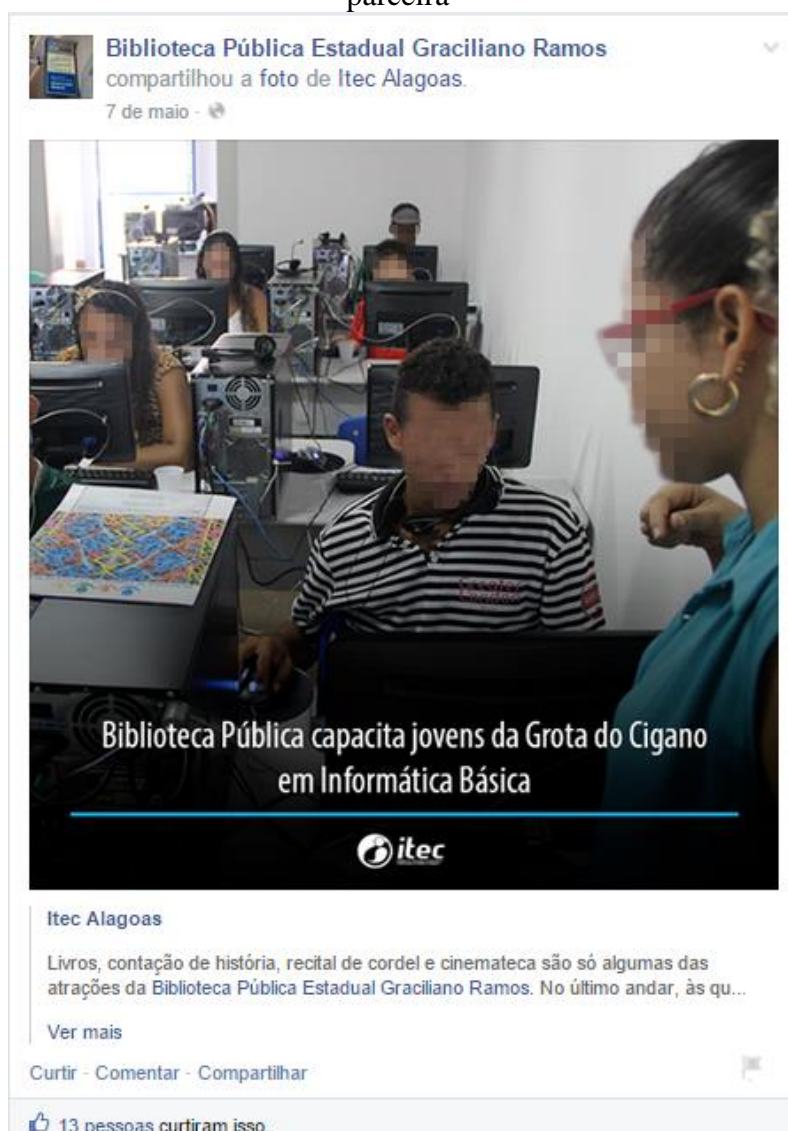 parceira
Biblioteca Pública Estadual Graciliano Ramos
compartilhou a foto de Itec Alagoas.
7 de maio ·
Biblioteca Pública capacita jovens da Grota do Cigano
em Informática Básica
itec
Itec Alagoas
Livros, contação de história, recital de cordel e cinemateca são só algumas das
atrações da Biblioteca Pública Estadual Graciliano Ramos. No último andar, às qu...
Ver mais
Curtir · Comentar · Compartilhar
13 pessoas curtiram isso.